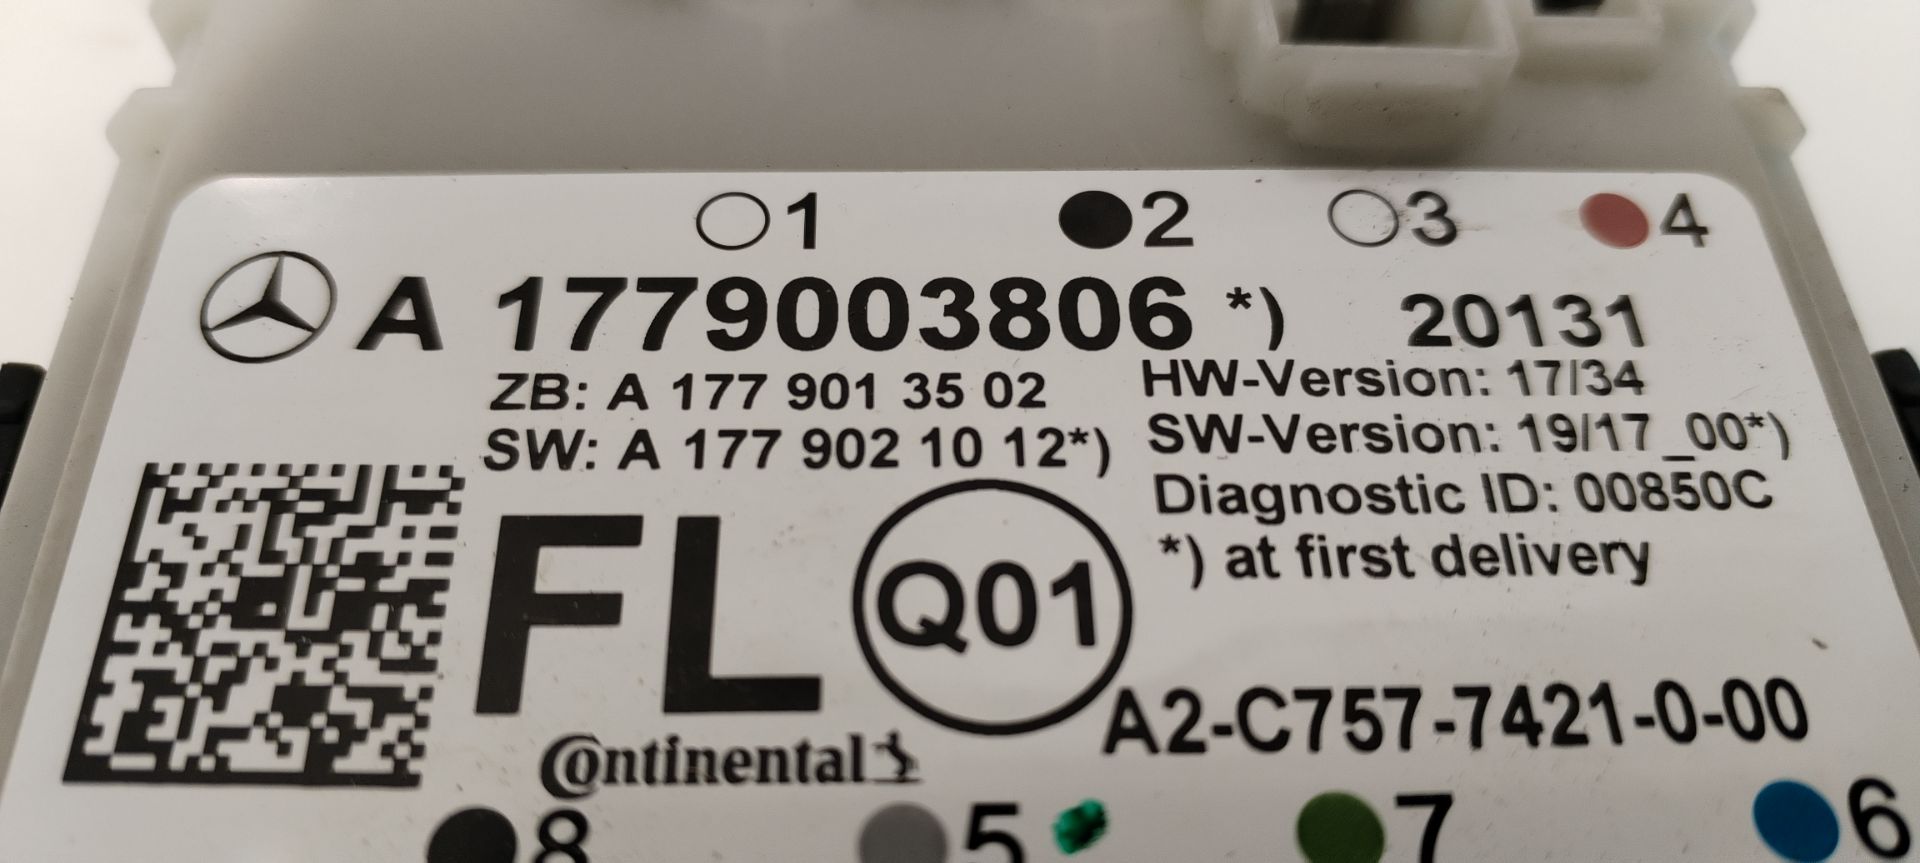 1 2 3 4
A 1779003806 *) 20131
ZB: A 177 901 35 02
HW-Version: 17/34
SW: A 177 902 10 12*)
SW-Version: 19/17_00*)
Diagnostic ID: 00850C
*) at first delivery
FL
Q01
A2-C757-7421-0-00
Continental
8 5 7 6